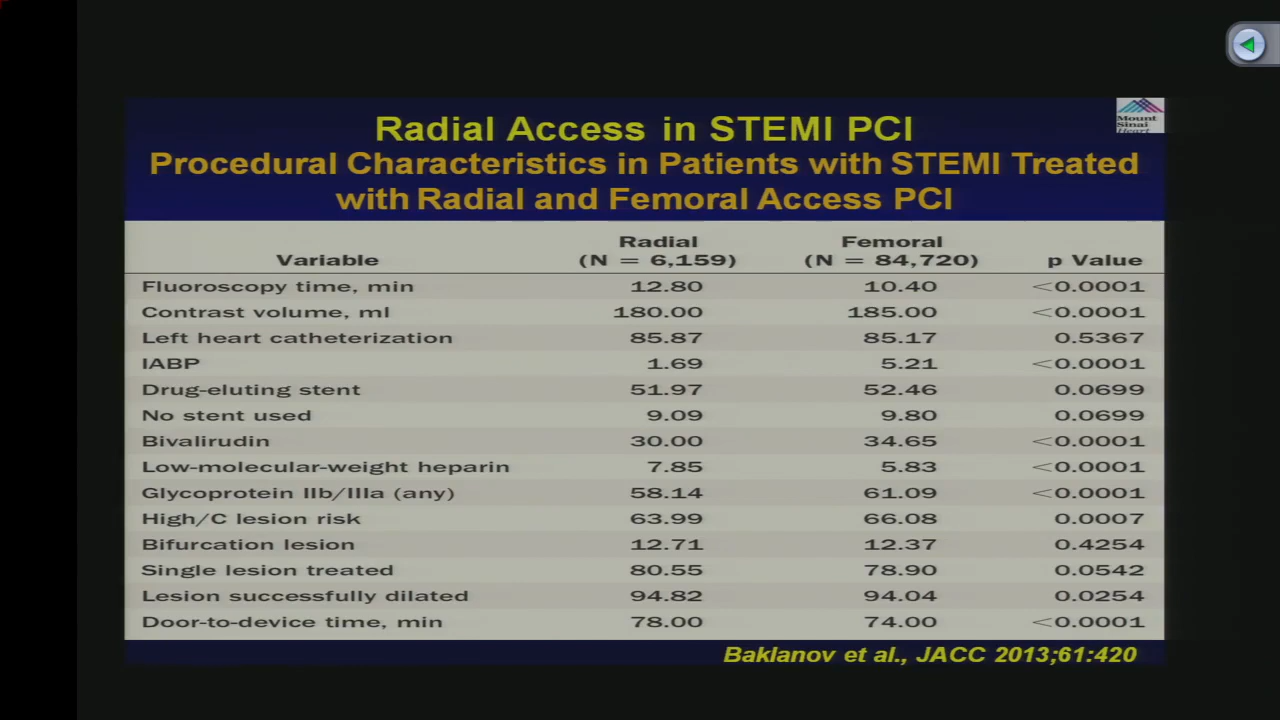 Radial Access in STEMI PCI
Mount
Sinai
Heart
Procedural Characteristics in Patients with STEMI Treated
with Radial and Femoral Access PCI
Variable Radial (N = 6,159) Femoral (N = 84,720) p Value
Fluoroscopy time, min 12.80 10.40 <0.0001
Contrast volume, ml 180.00 185.00 <0.0001
Left heart catheterization 85.87 85.17 0.5367
IABP 1.69 5.21 <0.0001
Drug-eluting stent 51.97 52.46 0.0699
No stent used 9.09 9.80 0.0699
Bivalirudin 30.00 34.65 <0.0001
Low-molecular-weight heparin 7.85 5.83 <0.0001
Glycoprotein IIb/IIIa (any) 58.14 61.09 <0.0001
High/C lesion risk 63.99 66.08 0.0007
Bifurcation lesion 12.71 12.37 0.4254
Single lesion treated 80.55 78.90 0.0542
Lesion successfully dilated 94.82 94.04 0.0254
Door-to-device time, min 78.00 74.00 <0.0001
Baklanov et al., JACC 2013;61:420